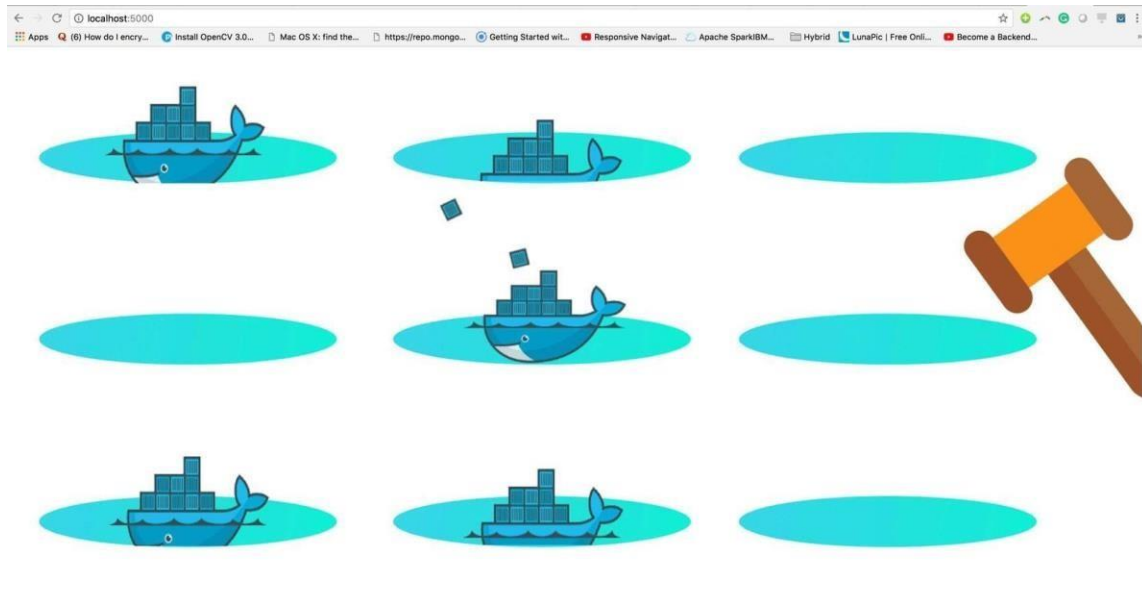 localhost:5000
Apps (6) How do I encry... Install OpenCV 3.0... Mac OS X: find the... https://repo.mongo... Getting Started wit... Responsive Navigat... Apache SparkIBM... Hybrid LunaPic | Free Onli... Become a Backend...